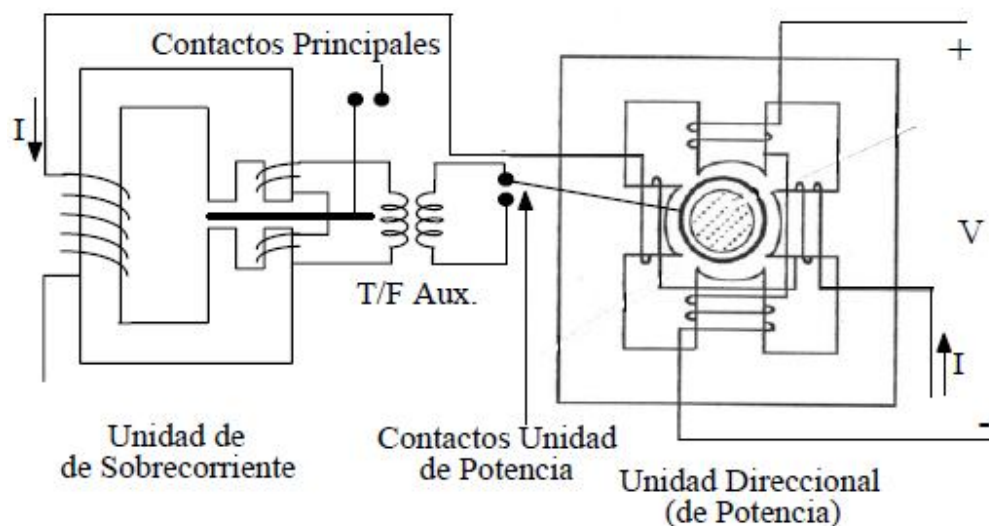 Contactos Principales
+
I
V
T/F Aux.
I
-
Unidad de
de Sobrecorriente
Contactos Unidad
de Potencia
Unidad Direccional
(de Potencia)